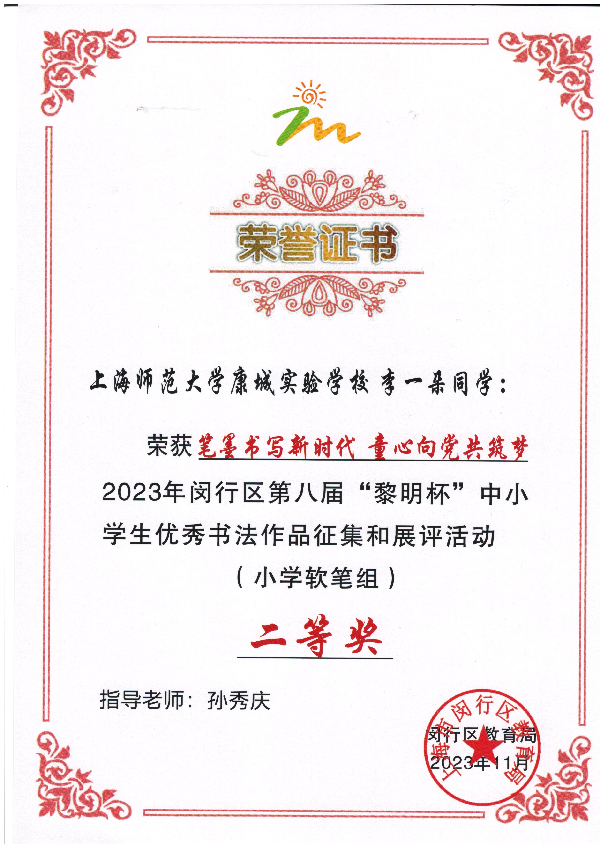 荣誉证书
上海师范大学康城实验学校 李一朵同学：
荣获 笔墨书写新时代 童心向党共筑梦
2023年闵行区第八届“黎明杯”中小
学生优秀书法作品征集和展评活动
（小学软笔组）
二等奖
指导老师：孙秀庆
闵行区教育局
2023年11月
上海市闵行区教育局